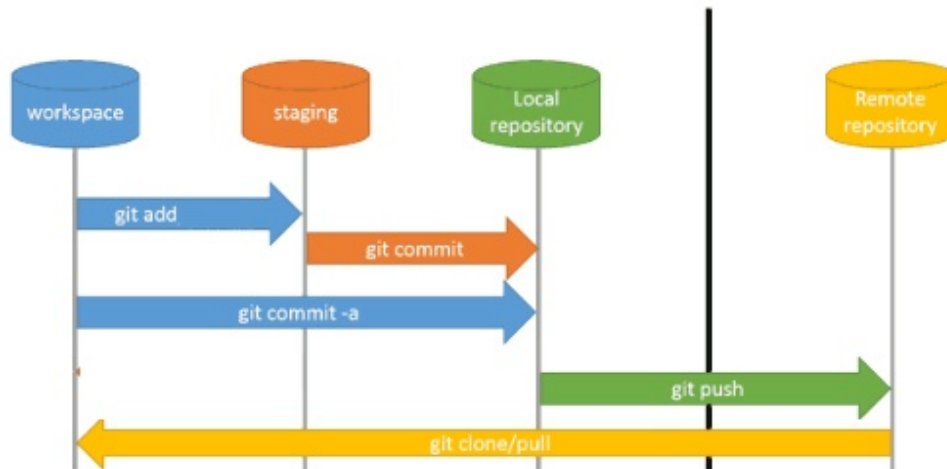 workspace
staging
Local
repository
Remote
repository
git add
git commit
git commit -a
git push
git clone/pull